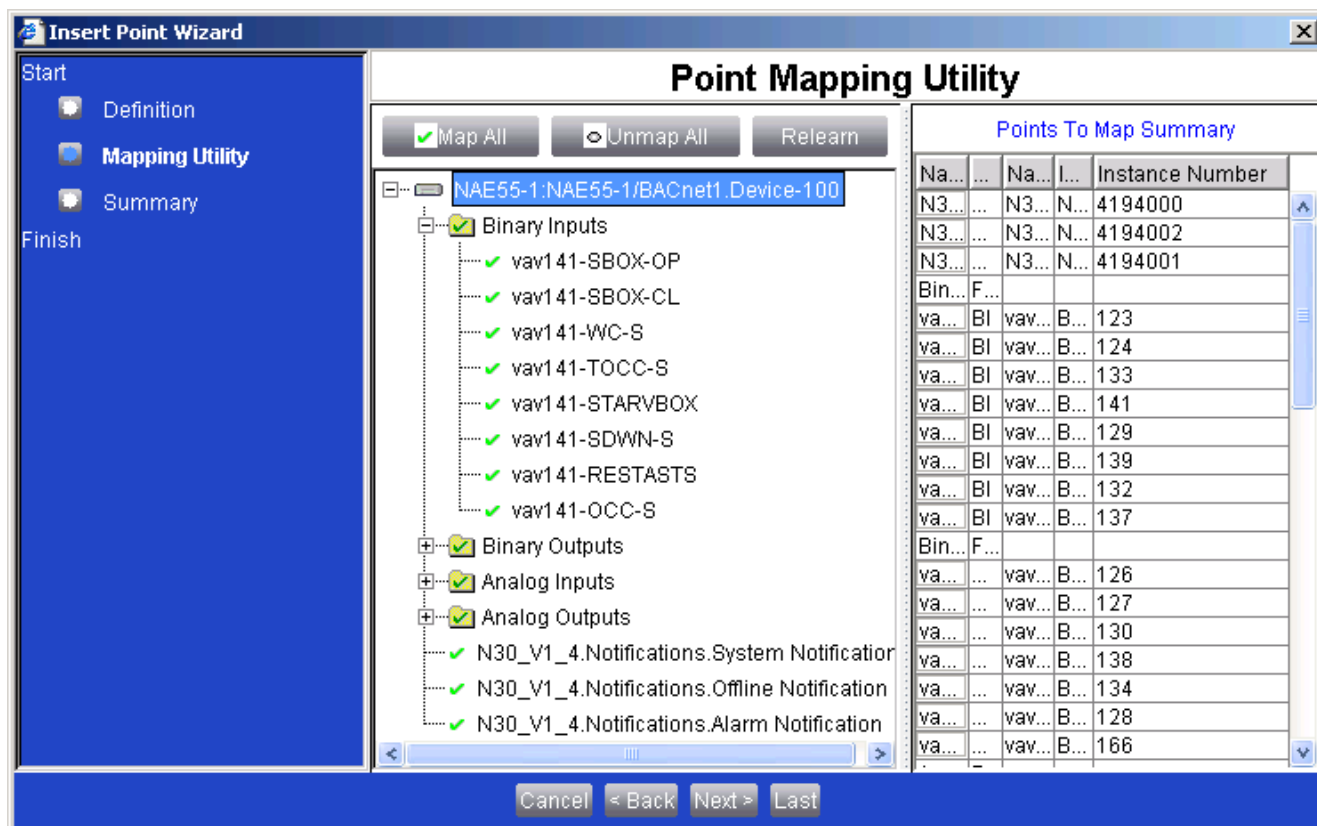 Insert Point Wizard
Start
Definition
Mapping Utility
Summary
Finish
Point Mapping Utility
Map All Unmap All Relearn
NAE55-1:NAE55-1/BACnet1.Device-100
Binary Inputs
vav141-SBOX-OP
vav141-SBOX-CL
vav141-WC-S
vav141-TOCC-S
vav141-STARVBOX
vav141-SDWN-S
vav141-RESTASTS
vav141-OCC-S
Binary Outputs
Analog Inputs
Analog Outputs
N30_V1_4.Notifications.System Notification
N30_V1_4.Notifications.Offline Notification
N30_V1_4.Notifications.Alarm Notification
Points To Map Summary
Na... ... Na... I... Instance Number
N3... ... N3... N... 4194000
N3... ... N3... N... 4194002
N3... ... N3... N... 4194001
Bin... F...
va... BI vav... B... 123
va... BI vav... B... 124
va... BI vav... B... 133
va... BI vav... B... 141
va... BI vav... B... 129
va... BI vav... B... 139
va... BI vav... B... 132
va... BI vav... B... 137
Bin... F...
va... ... vav... B... 126
va... ... vav... B... 127
va... ... vav... B... 130
va... ... vav... B... 138
va... ... vav... B... 134
va... ... vav... B... 128
va... ... vav... B... 166
Cancel < Back Next > Last